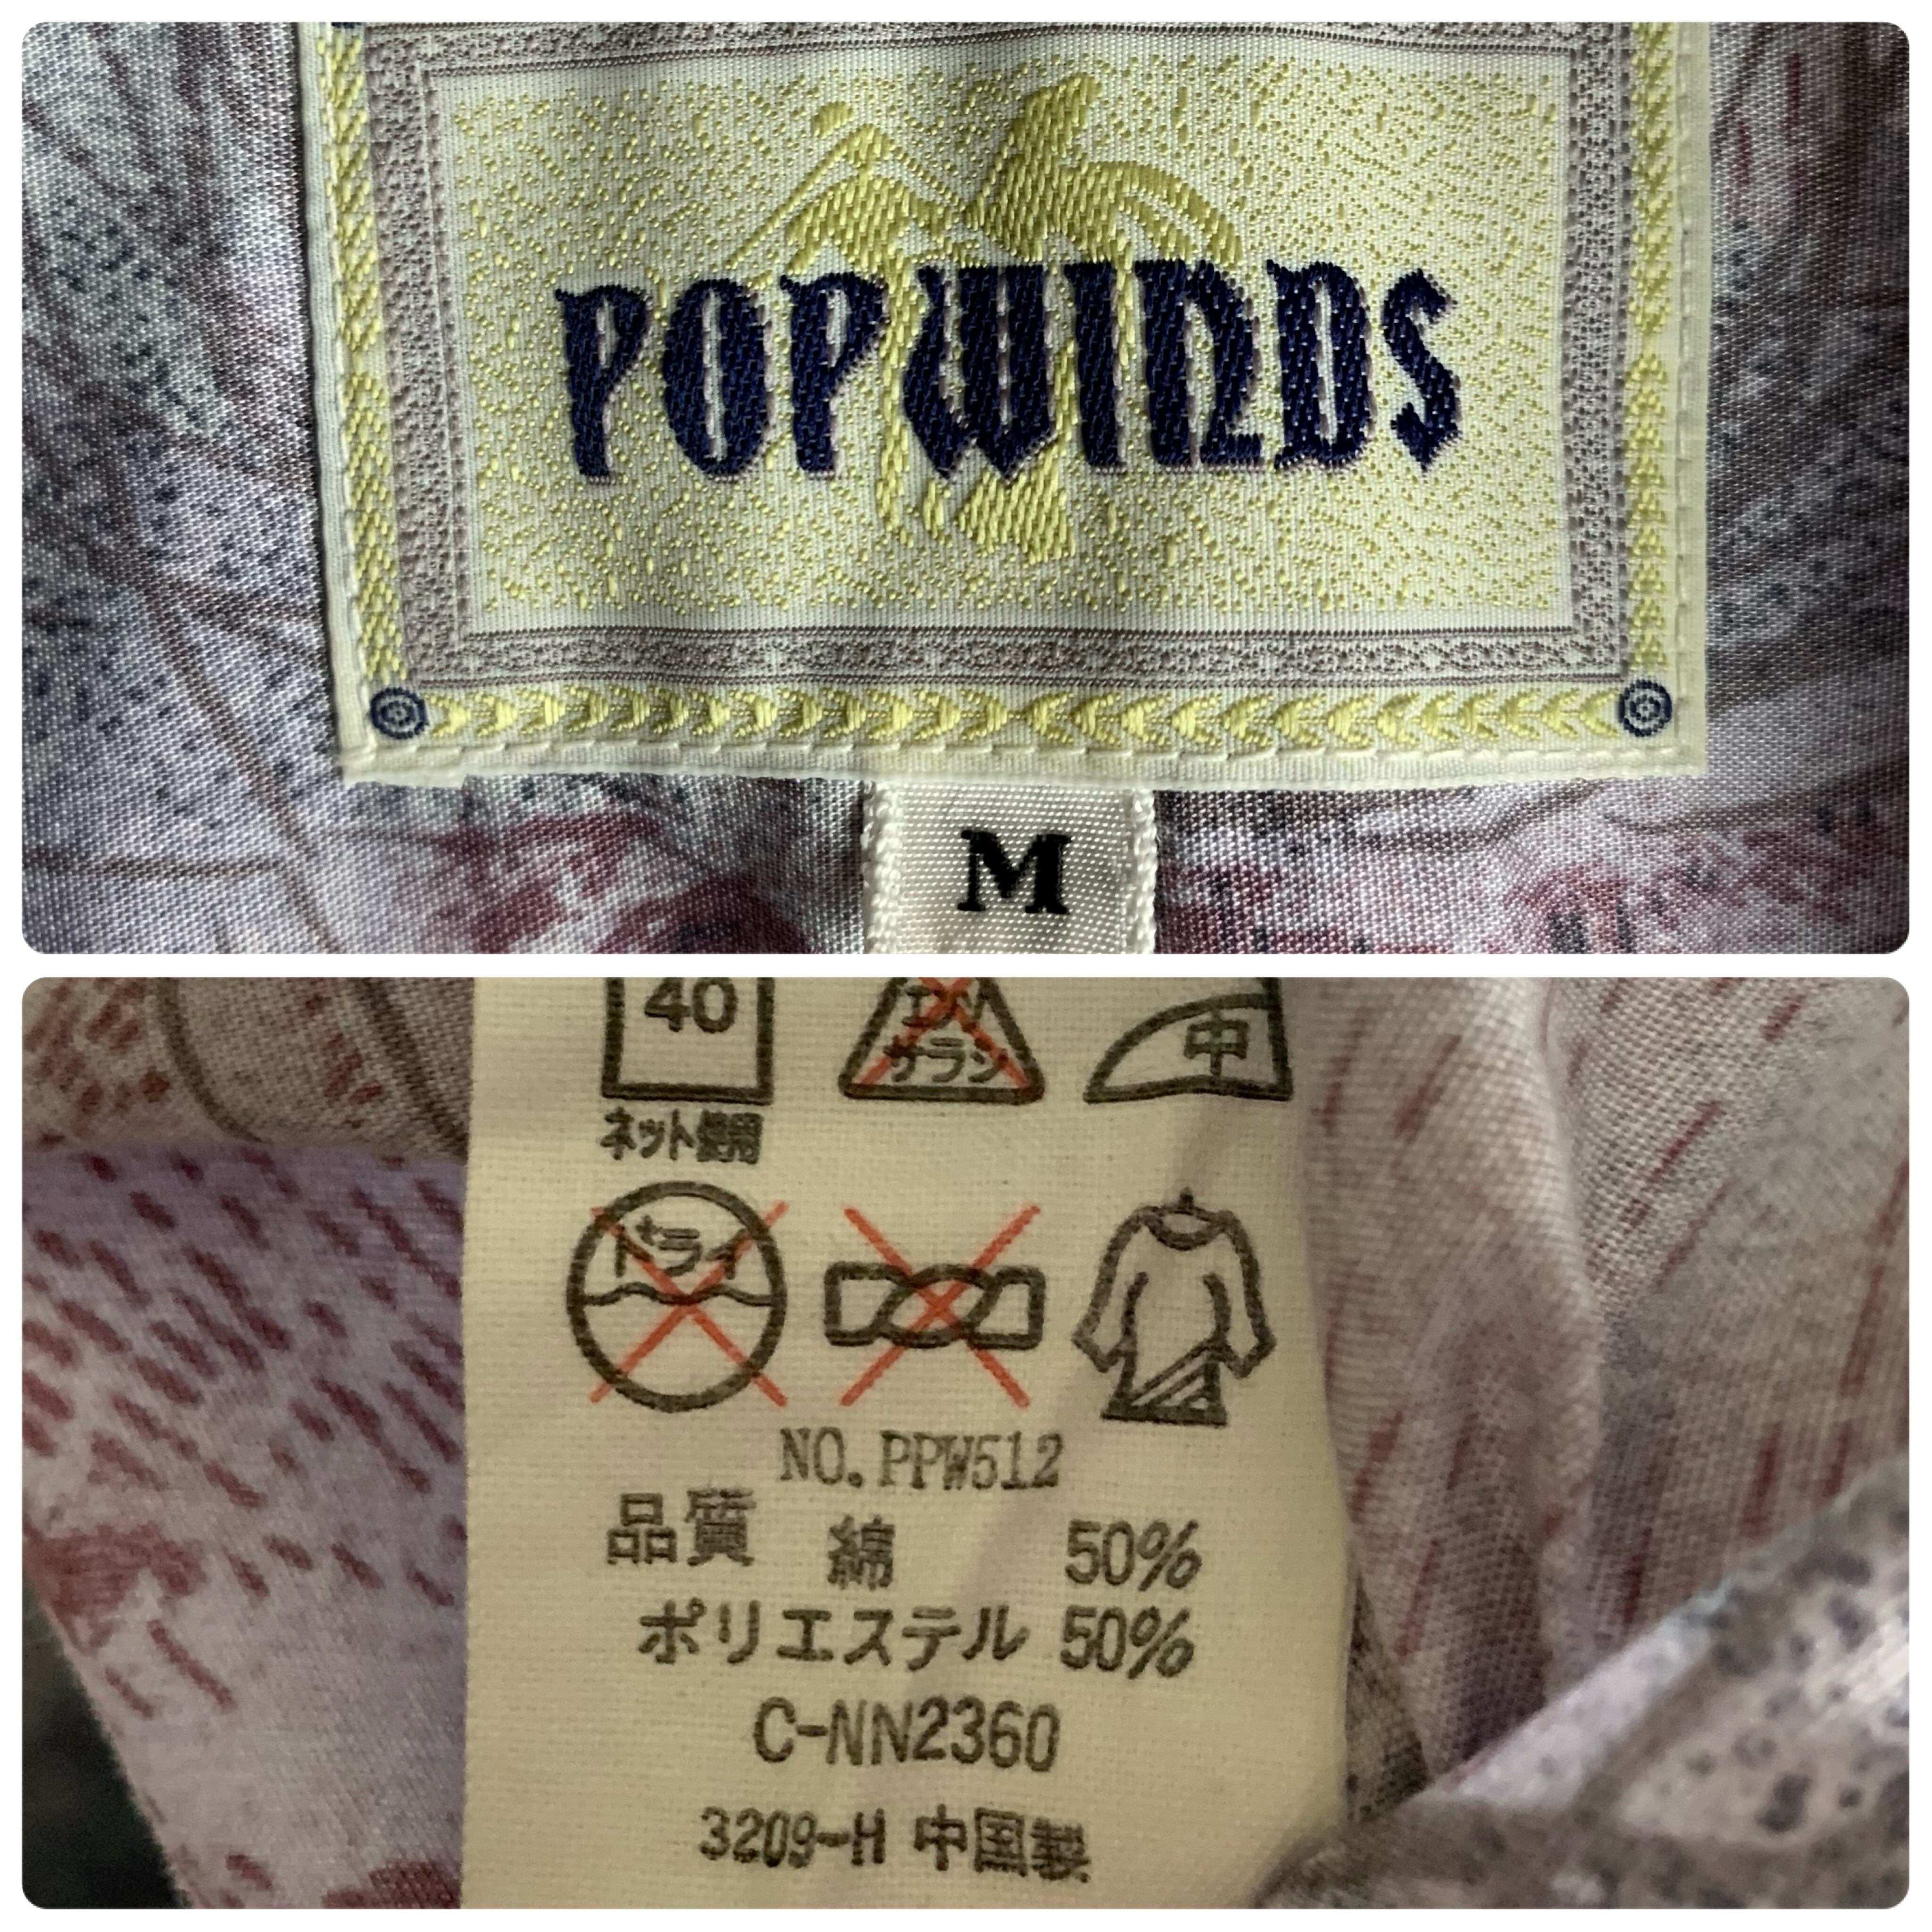 POPWINDS
M
40
エンソ
サラシ
中
ネット使用
ドライ
NO.PPW512
品質 綿 50%
ポリエステル 50%
C-NN2360
3209-H 中国製